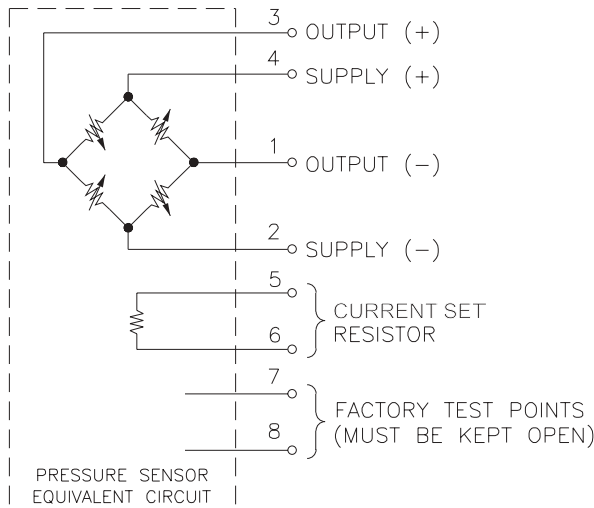 3
OUTPUT (+)
4
SUPPLY (+)
1
OUTPUT (−)
2
SUPPLY (−)
5
6
CURRENT SET
RESISTOR
7
8
FACTORY TEST POINTS
(MUST BE KEPT OPEN)
PRESSURE SENSOR
EQUIVALENT CIRCUIT